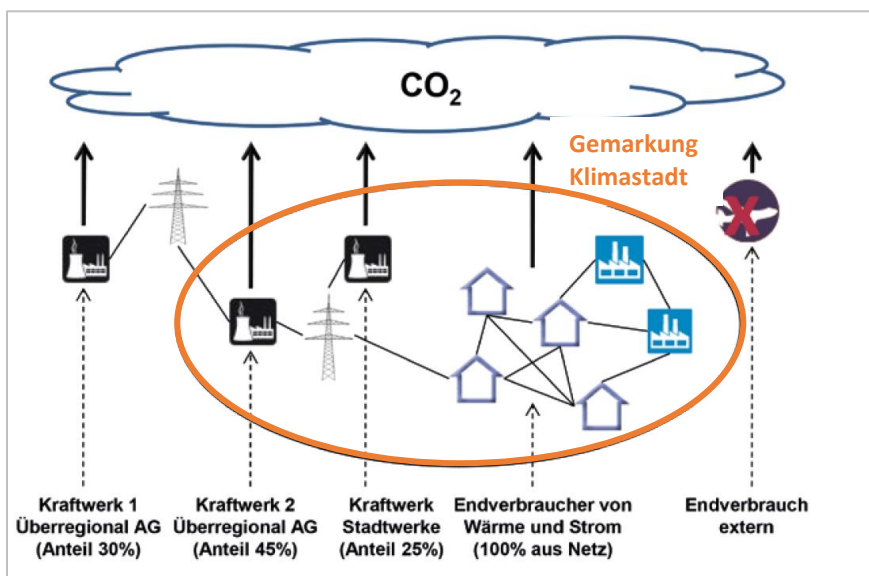 CO₂
Gemarkung
Klimastadt
X
Kraftwerk 1
Überregional AG
(Anteil 30%)
Kraftwerk 2
Überregional AG
(Anteil 45%)
Kraftwerk
Stadtwerke
(Anteil 25%)
Endverbraucher von
Wärme und Strom
(100% aus Netz)
Endverbrauch
extern